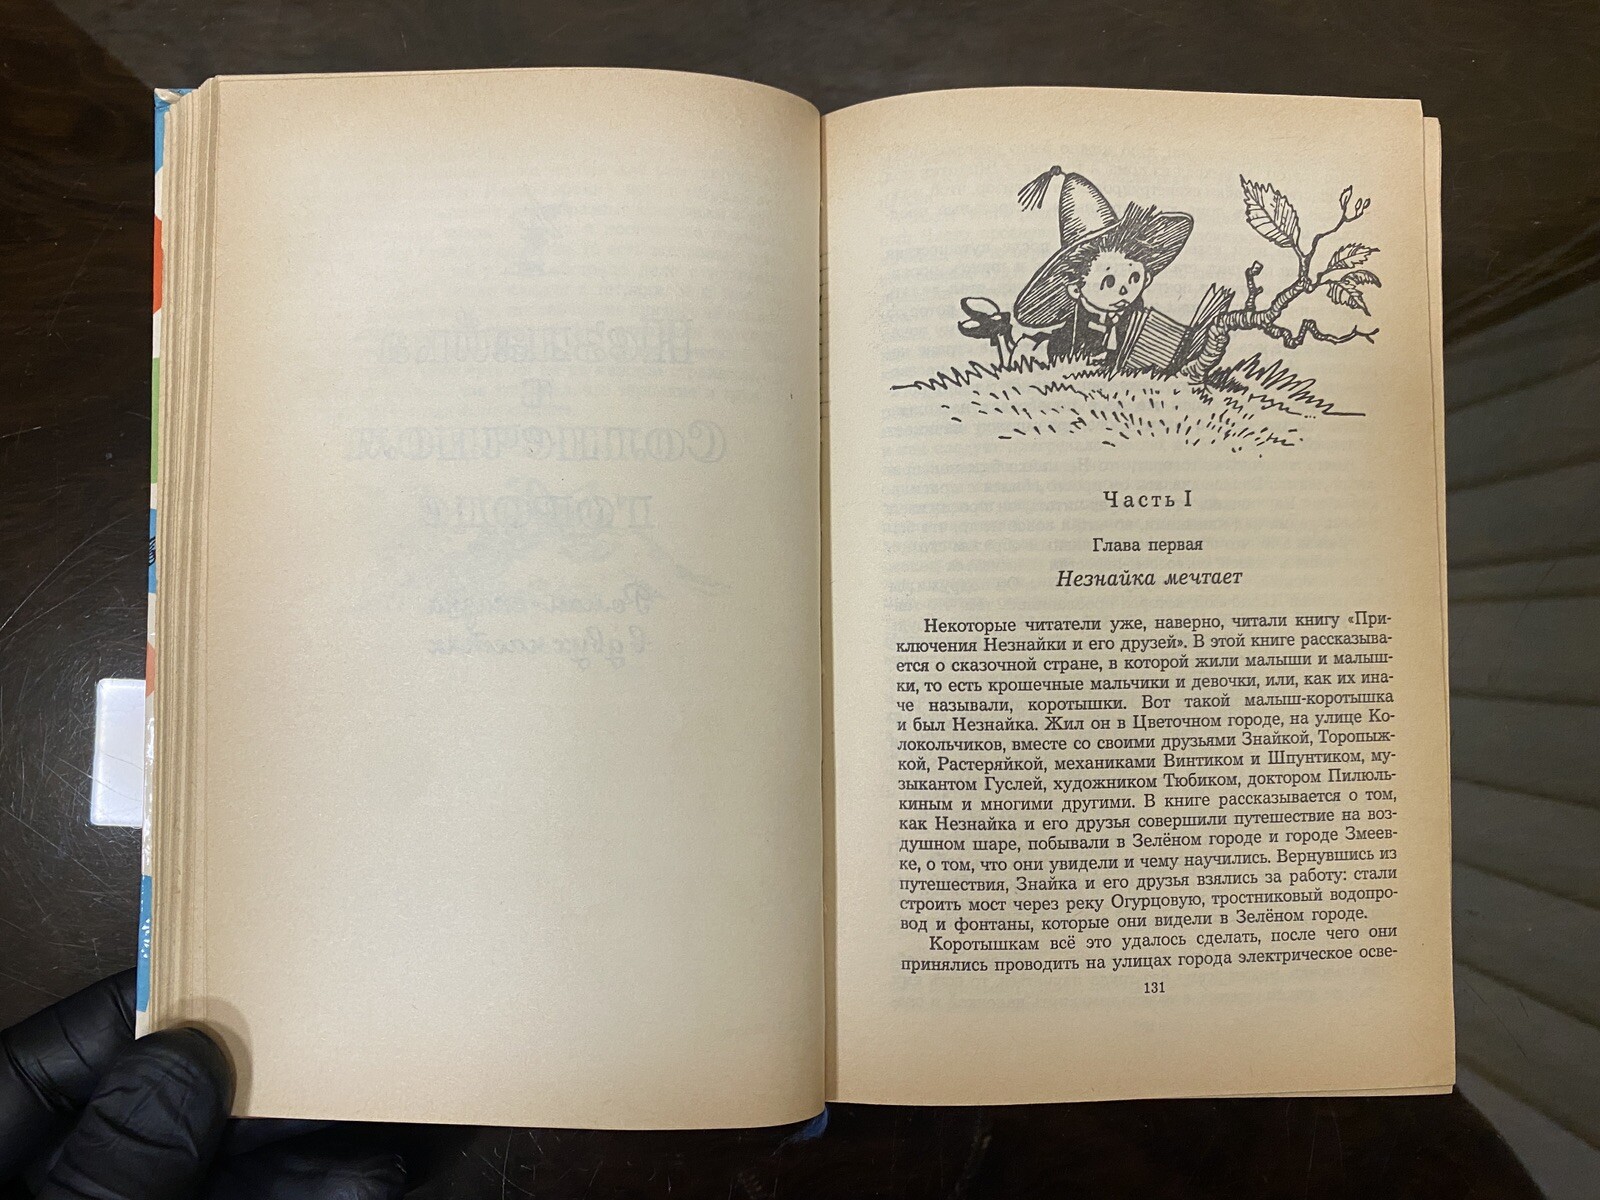 Незнайка
в
Солнечном
городе
Роман-сказка
в двух частях
Часть I
Глава первая
Незнайка мечтает
Некоторые читатели уже, наверно, читали книгу «При-
ключения Незнайки и его друзей». В этой книге рассказыва-
ется о сказочной стране, в которой жили малыши и малыш-
ки, то есть крошечные мальчики и девочки, или, как их ина-
че называли, коротышки. Вот такой малыш-коротышка
и был Незнайка. Жил он в Цветочном городе, на улице Ко-
локольчиков, вместе со своими друзьями Знайкой, Торопыж-
кой, Растеряйкой, механиками Винтиком и Шпунтиком, му-
зыкантом Гуслей, художником Тюбиком, доктором Пилюль-
киным и многими другими. В книге рассказывается о том,
как Незнайка и его друзья совершили путешествие на воз-
душном шаре, побывали в Зелёном городе и городе Змеев-
ке, о том, что они увидели и чему научились. Вернувшись из
путешествия, Знайка и его друзья взялись за работу: стали
строить мост через реку Огурцовую, тростниковый водопро-
вод и фонтаны, которые они видели в Зелёном городе.
Коротышкам всё это удалось сделать, после чего они
принялись проводить на улицах города электрическое осве-
131